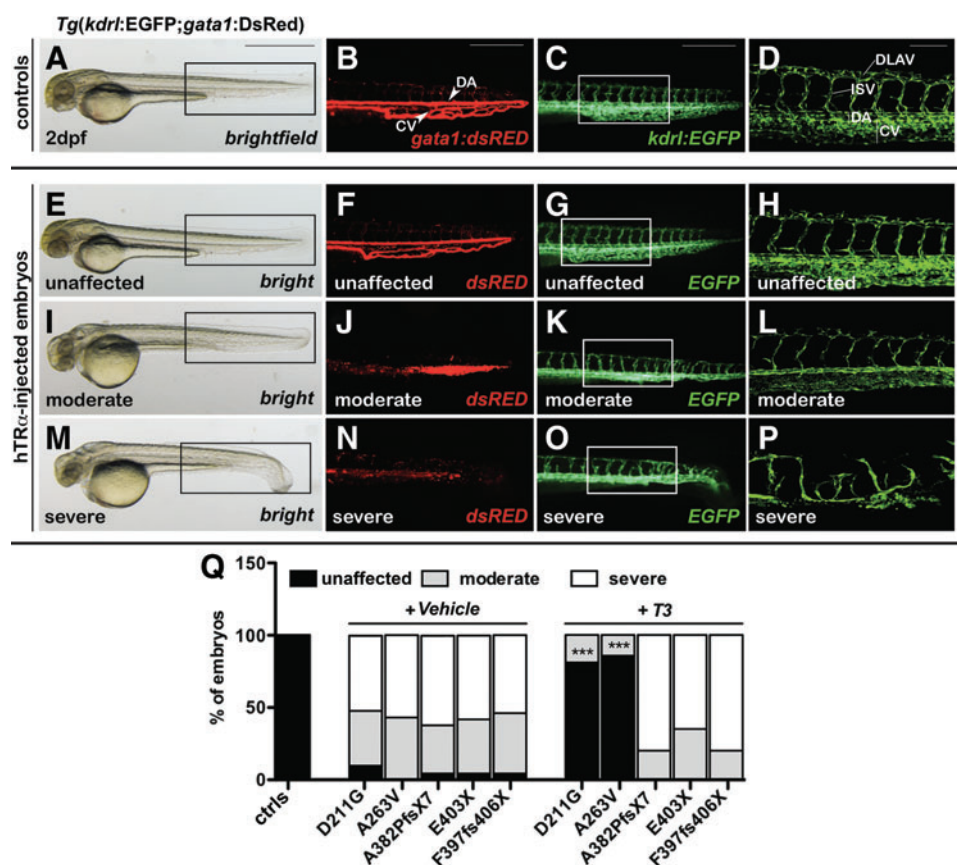 Tg(kdrl:EGFP;gata1:DsRed)
controls
A
2dpf
brightfield
B
DA
CV
gata1:dsRED
C
kdrl:EGFP
D
DLAV
ISV
DA
CV
hTRα-injected embryos
E
unaffected
bright
F
unaffected
dsRED
G
unaffected
EGFP
H
unaffected
I
moderate
bright
J
moderate
dsRED
K
moderate
EGFP
L
moderate
M
severe
bright
N
severe
dsRED
O
severe
EGFP
P
severe
Q
unaffected moderate severe
+ Vehicle + T3
% of embryos
150
100
50
0
*** ***
ctrls D211G A263V A382PfsX7 E403X F397fs406X D211G A263V A382PfsX7 E403X F397fs406X